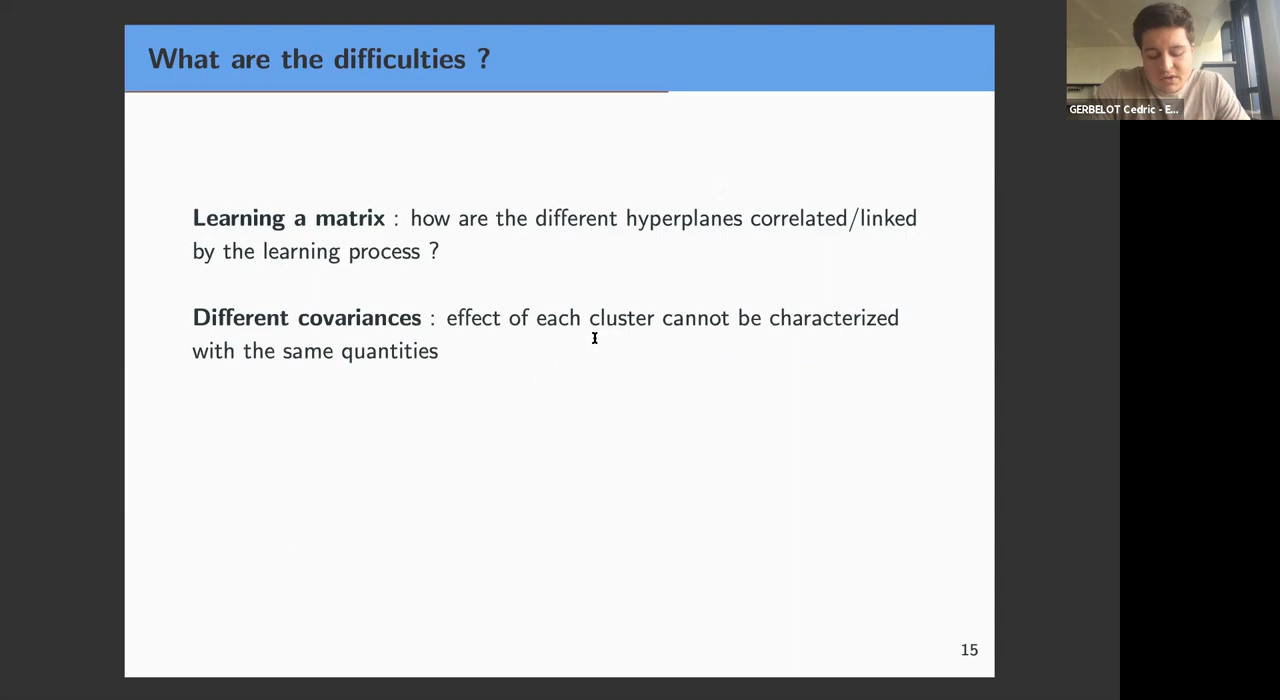 What are the difficulties ?
GERBELOT Cedric - E...
Learning a matrix : how are the different hyperplanes correlated/linked
by the learning process ?
Different covariances : effect of each cluster cannot be characterized
with the same quantities
15